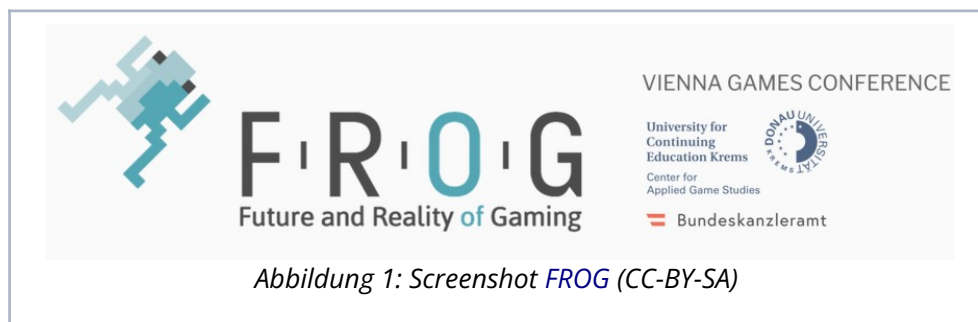 F·I·R·I·O·I·G
Future and Reality of Gaming
VIENNA GAMES CONFERENCE
University for
Continuing
Education Krems
DONAU UNIVERSITÄT
KREMS
Center for
Applied Game Studies
Bundeskanzleramt
Abbildung 1: Screenshot FROG (CC-BY-SA)